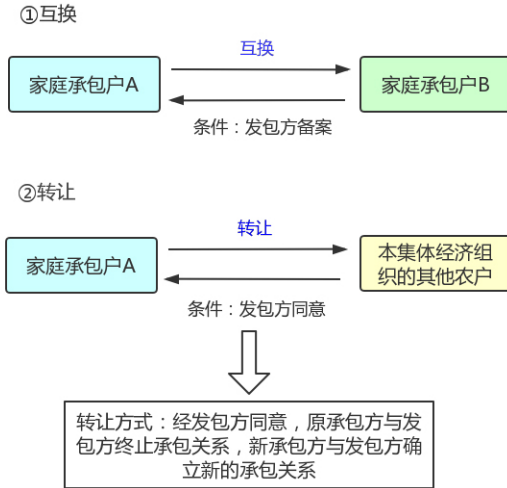 ①互换
互换
家庭承包户A
家庭承包户B
条件：发包方备案
②转让
转让
家庭承包户A
本集体经济组
织的其他农户
条件：发包方同意
转让方式：经发包方同意，原承包方与发
包方终止承包关系，新承包方与发包方确
立新的承包关系